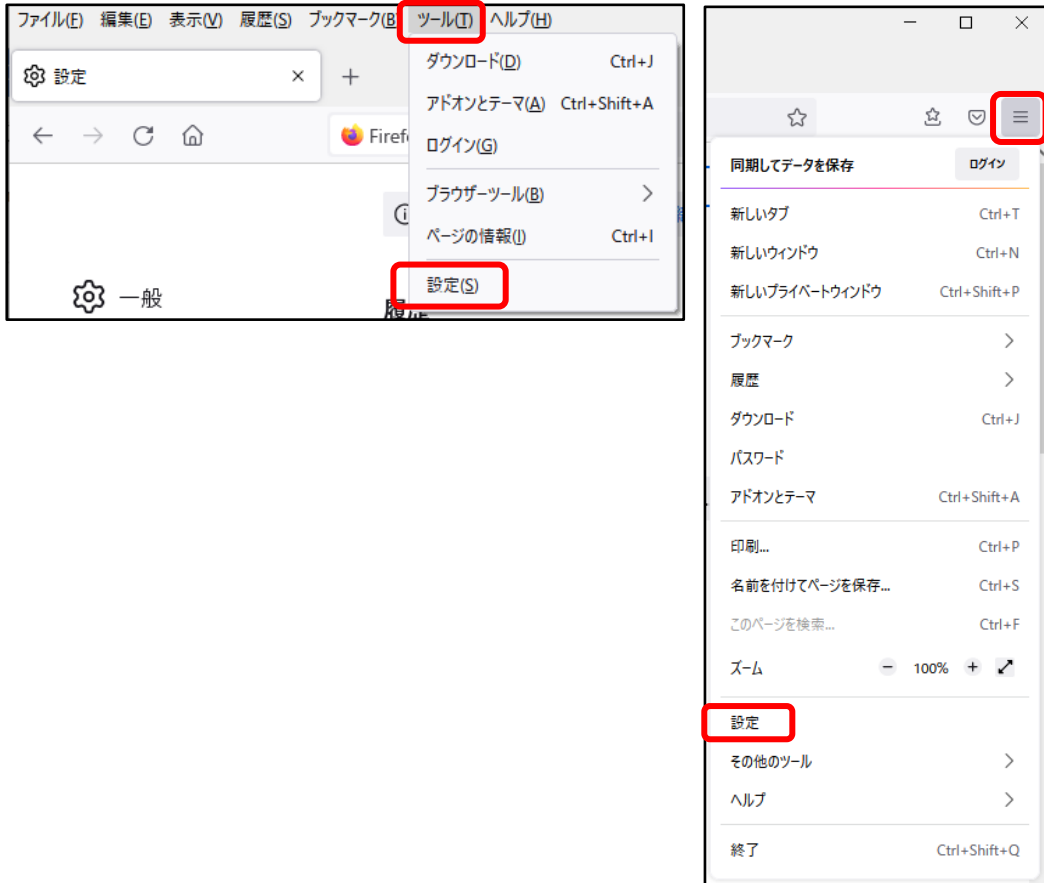 ファイル(F) 編集(E) 表示(V) 履歴(S) ブックマーク(B ツール(T) ヘルプ(H)
設定
ダウンロード(D) Ctrl+J
アドオンとテーマ(A) Ctrl+Shift+A
Firef
ログイン(G)
ブラウザーツール(B)
ページの情報(I) Ctrl+I
設定(S)
一般
履歴
同期してデータを保存 ログイン
新しいタブ Ctrl+T
新しいウィンドウ Ctrl+N
新しいプライベートウィンドウ Ctrl+Shift+P
ブックマーク
履歴
ダウンロード Ctrl+J
パスワード
アドオンとテーマ Ctrl+Shift+A
印刷... Ctrl+P
名前を付けてページを保存... Ctrl+S
このページを検索... Ctrl+F
ズーム − 100% +
設定
その他のツール
ヘルプ
終了 Ctrl+Shift+Q